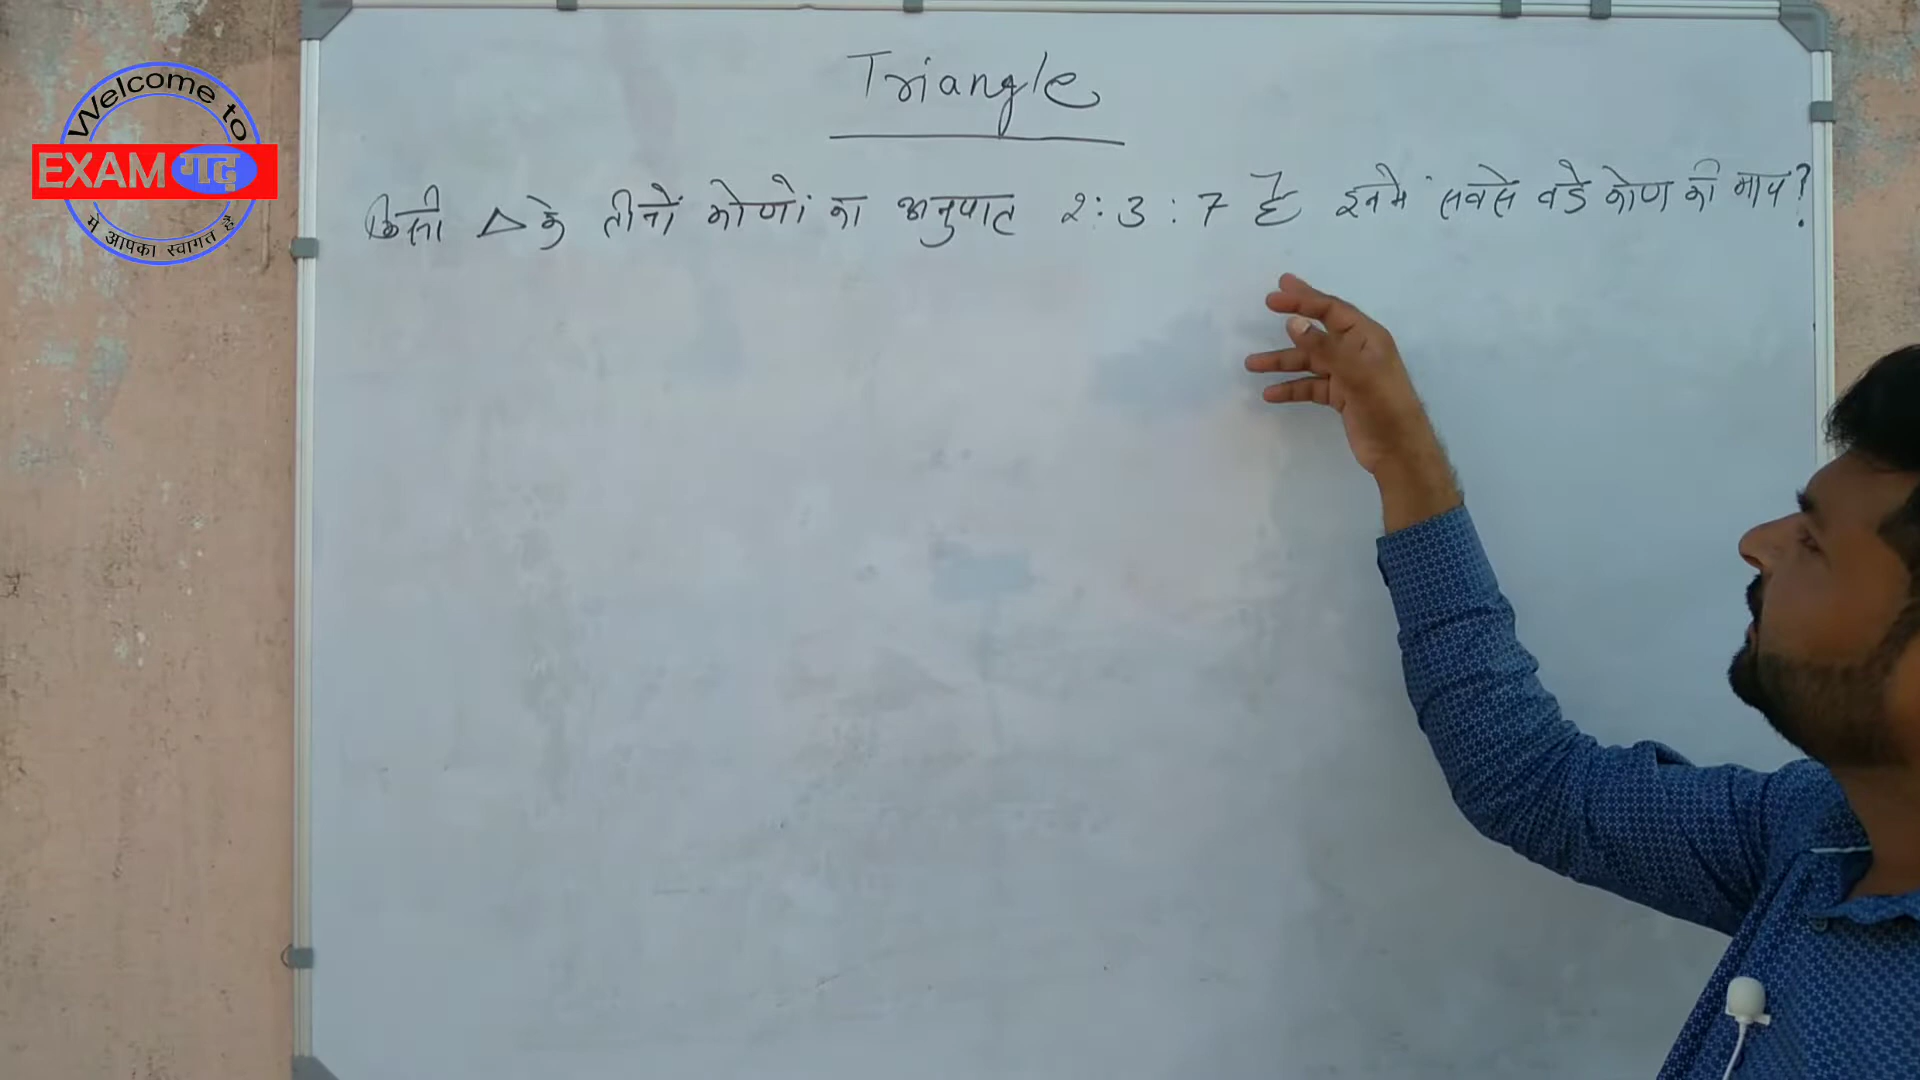 Welcome to
EXAM गढ़
मे आपका स्वागत है
Triangle
किसी Δ के तीनों कोणों का अनुपात 2 : 3 : 7 है इनमें सबसे बडे कोण की माप ?